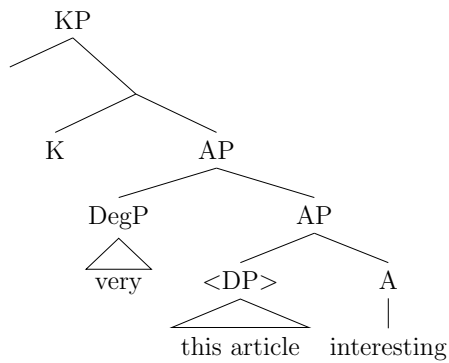 KP
K AP
DegP AP
very <DP> A
this article interesting